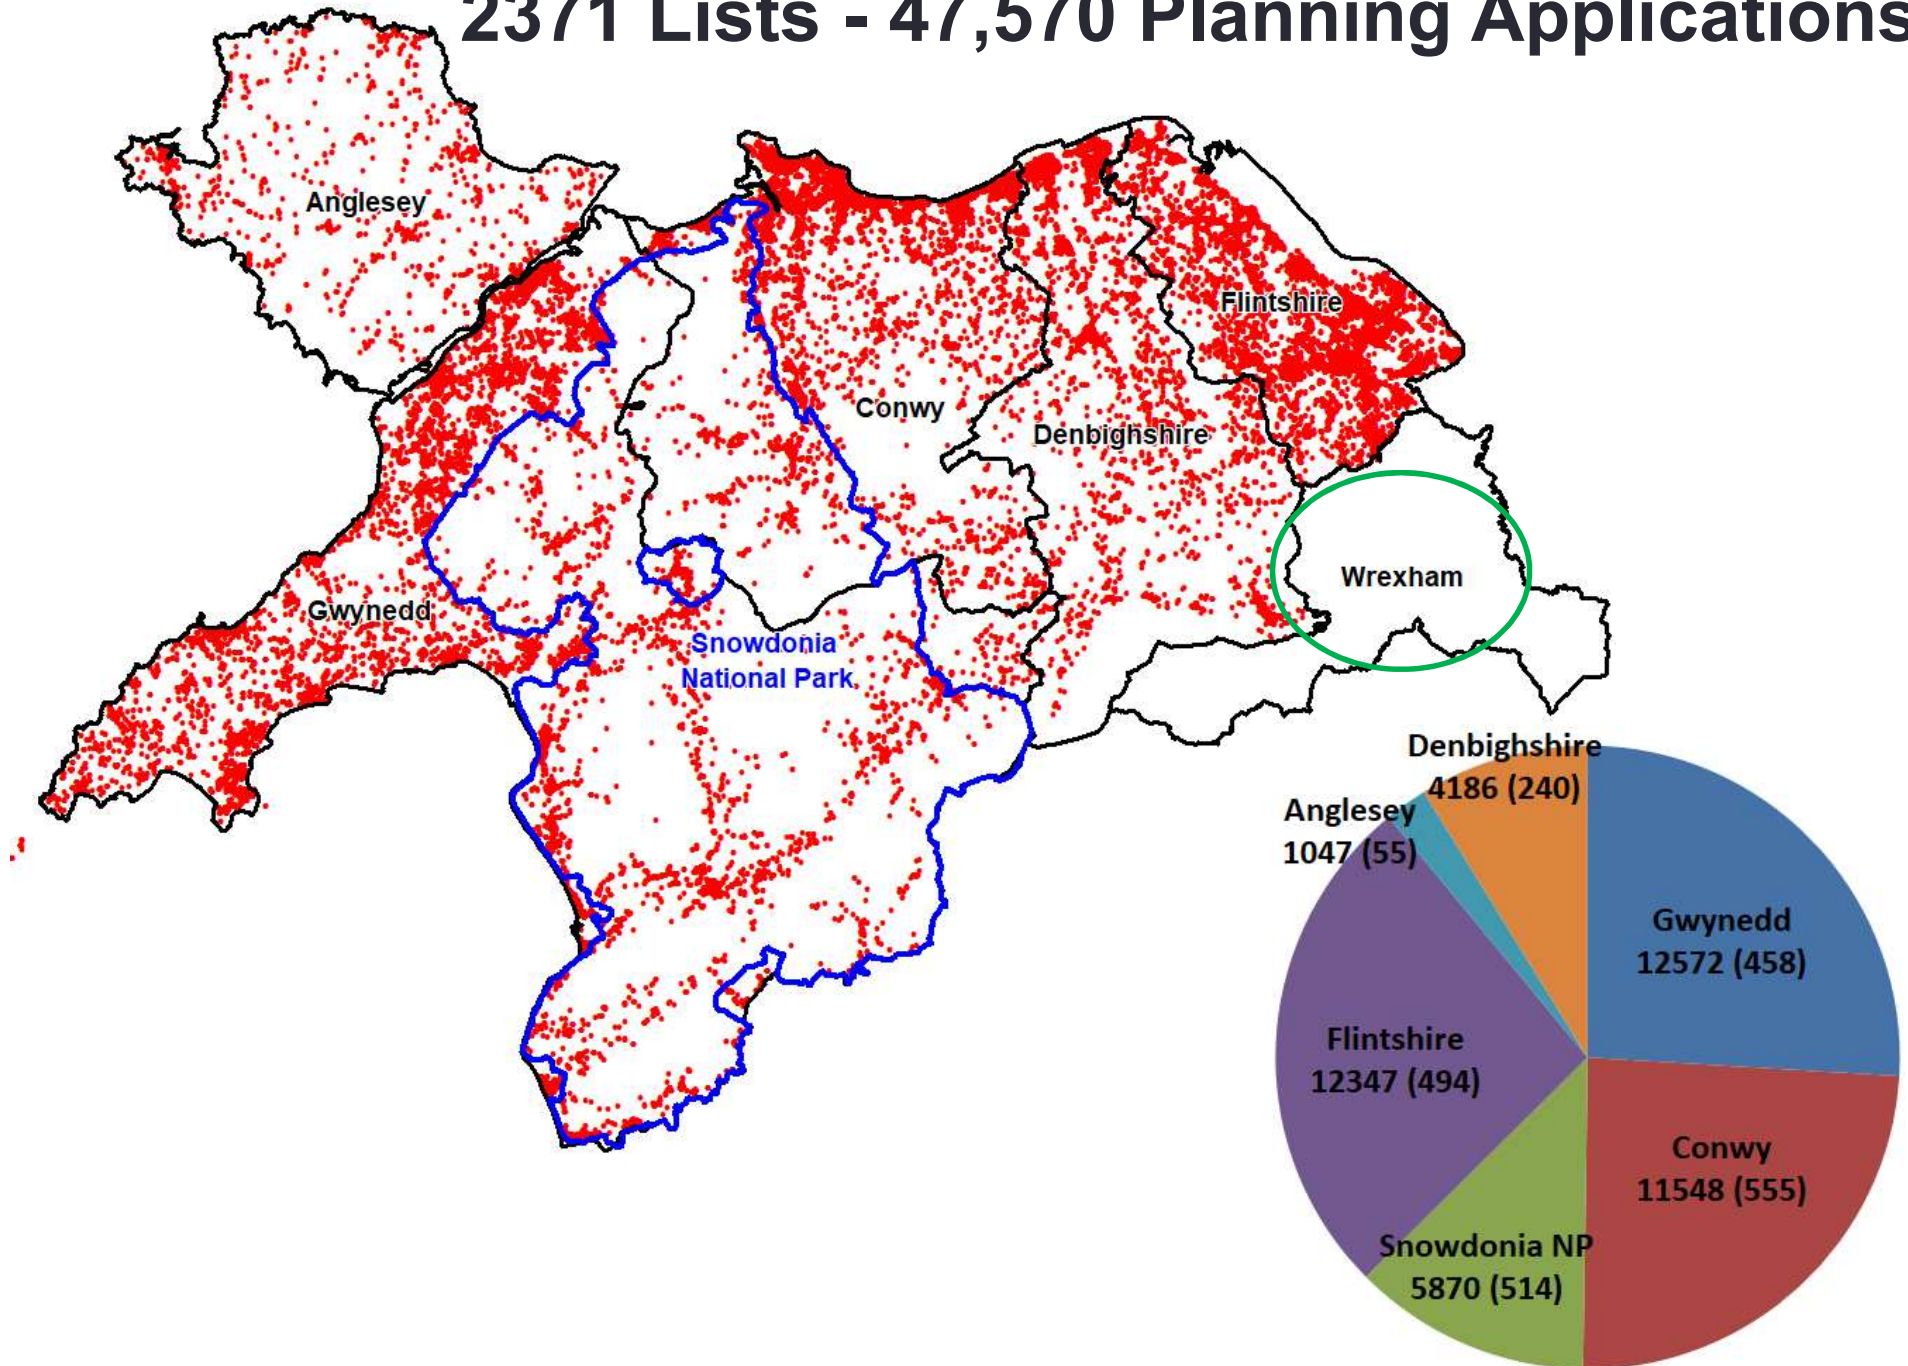 2371 Lists - 47,570 Planning Applications
Anglesey
Flintshire
Conwy
Denbighshire
Wrexham
Gwynedd
Snowdonia
National Park
Denbighshire
4186 (240)
Anglesey
1047 (55)
Gwynedd
12572 (458)
Flintshire
12347 (494)
Conwy
11548 (555)
Snowdonia NP
5870 (514)